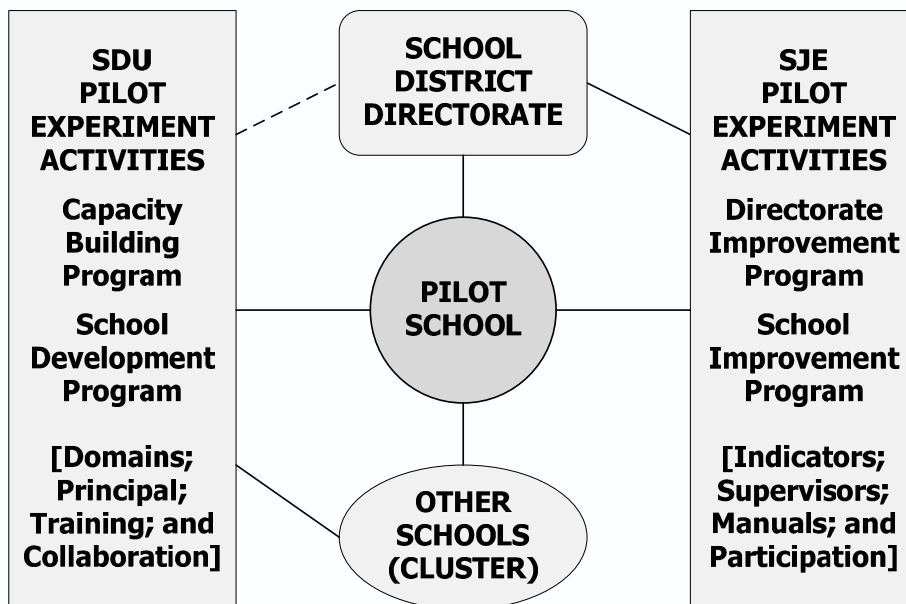 SDU
PILOT
EXPERIMENT
ACTIVITIES
Capacity
Building
Program
School
Development
Program
[Domains;
Principal;
Training; and
Collaboration]
SCHOOL
DISTRICT
DIRECTORATE
PILOT
SCHOOL
OTHER
SCHOOLS
(CLUSTER)
SJE
PILOT
EXPERIMENT
ACTIVITIES
Directorate
Improvement
Program
School
Improvement
Program
[Indicators;
Supervisors;
Manuals; and
Participation]